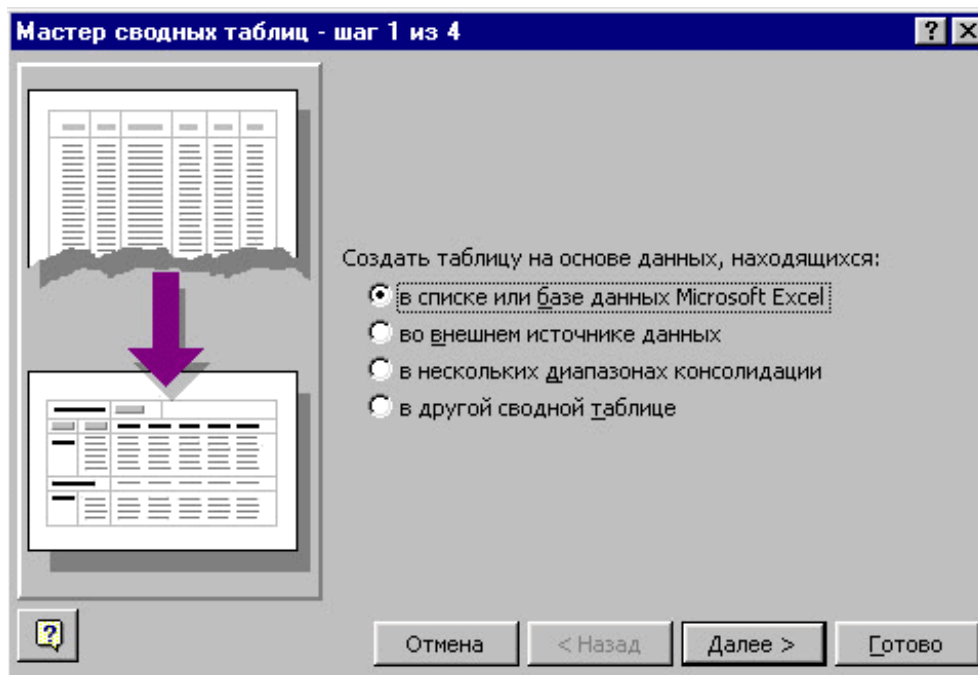 Мастер сводных таблиц - шаг 1 из 4
Создать таблицу на основе данных, находящихся:
в списке или базе данных Microsoft Excel
во внешнем источнике данных
в нескольких диапазонах консолидации
в другой сводной таблице
Отмена
< Назад
Далее >
Готово